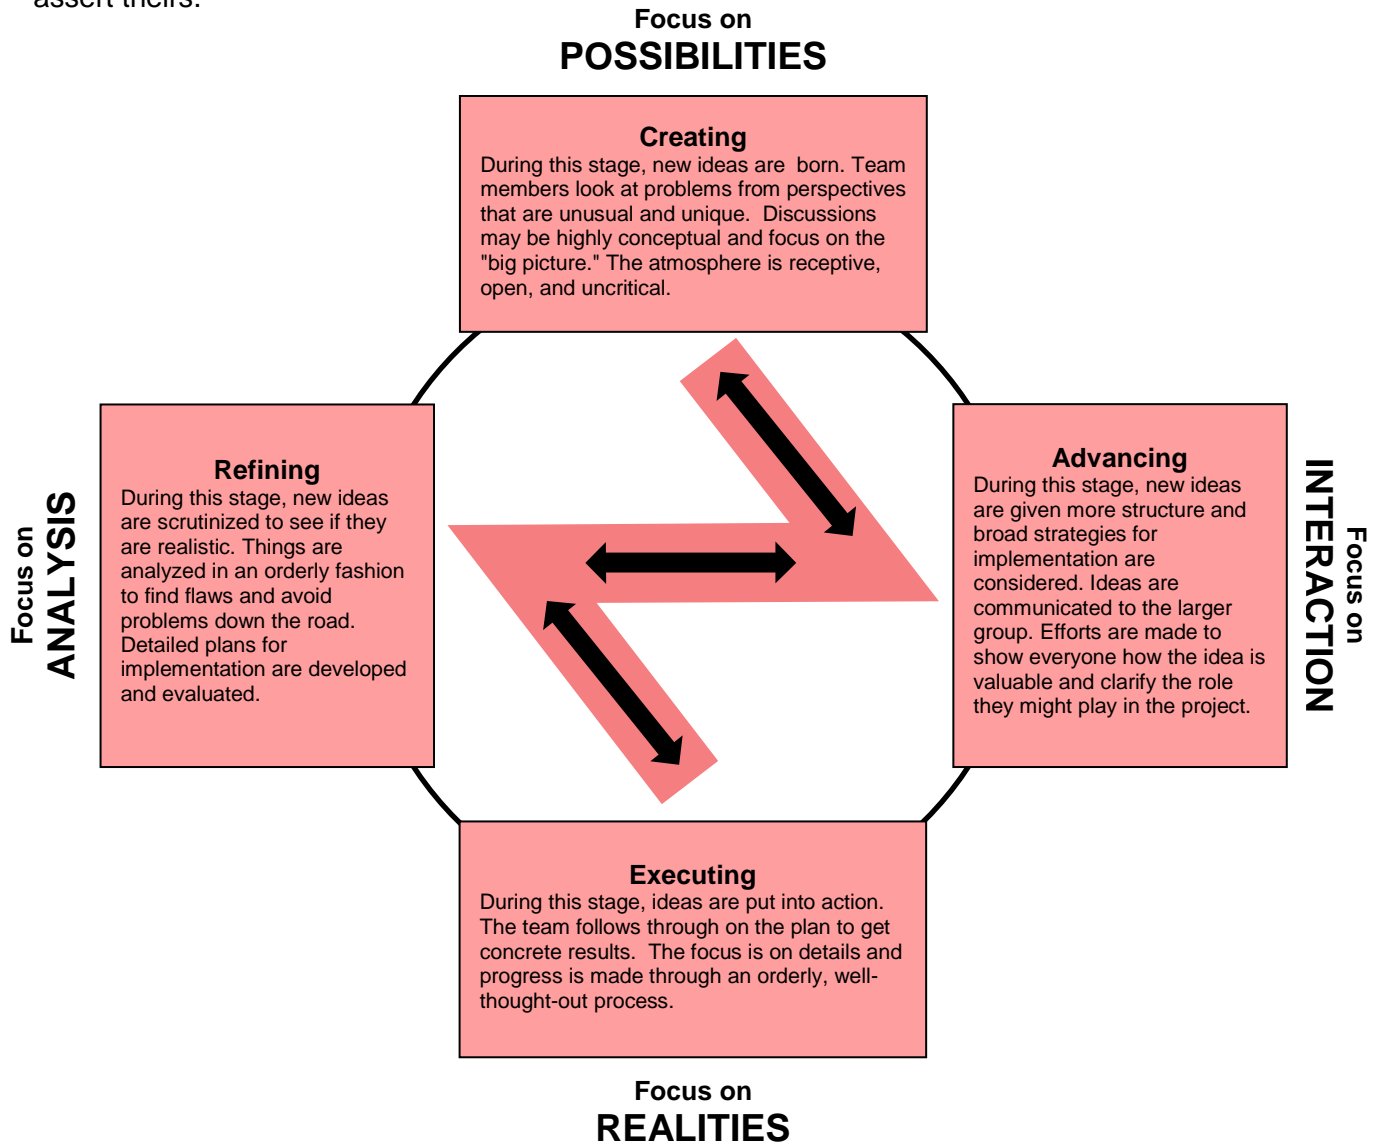 assert theirs.
Focus on
POSSIBILITIES
Creating
During this stage, new ideas are  born. Team
members look at problems from perspectives
that are unusual and unique.  Discussions
may be highly conceptual and focus on the
"big picture." The atmosphere is receptive,
open, and uncritical.
Focus on
ANALYSIS
Refining
During this stage, new ideas
are scrutinized to see if they
are realistic. Things are
analyzed in an orderly fashion
to find flaws and avoid
problems down the road.
Detailed plans for
implementation are developed
and evaluated.
Advancing
During this stage, new ideas
are given more structure and
broad strategies for
implementation are
considered. Ideas are
communicated to the larger
group. Efforts are made to
show everyone how the idea is
valuable and clarify the role
they might play in the project.
Focus on
INTERACTION
Executing
During this stage, ideas are put into action.
The team follows through on the plan to get
concrete results.  The focus is on details and
progress is made through an orderly, well-
thought-out process.
Focus on
REALITIES